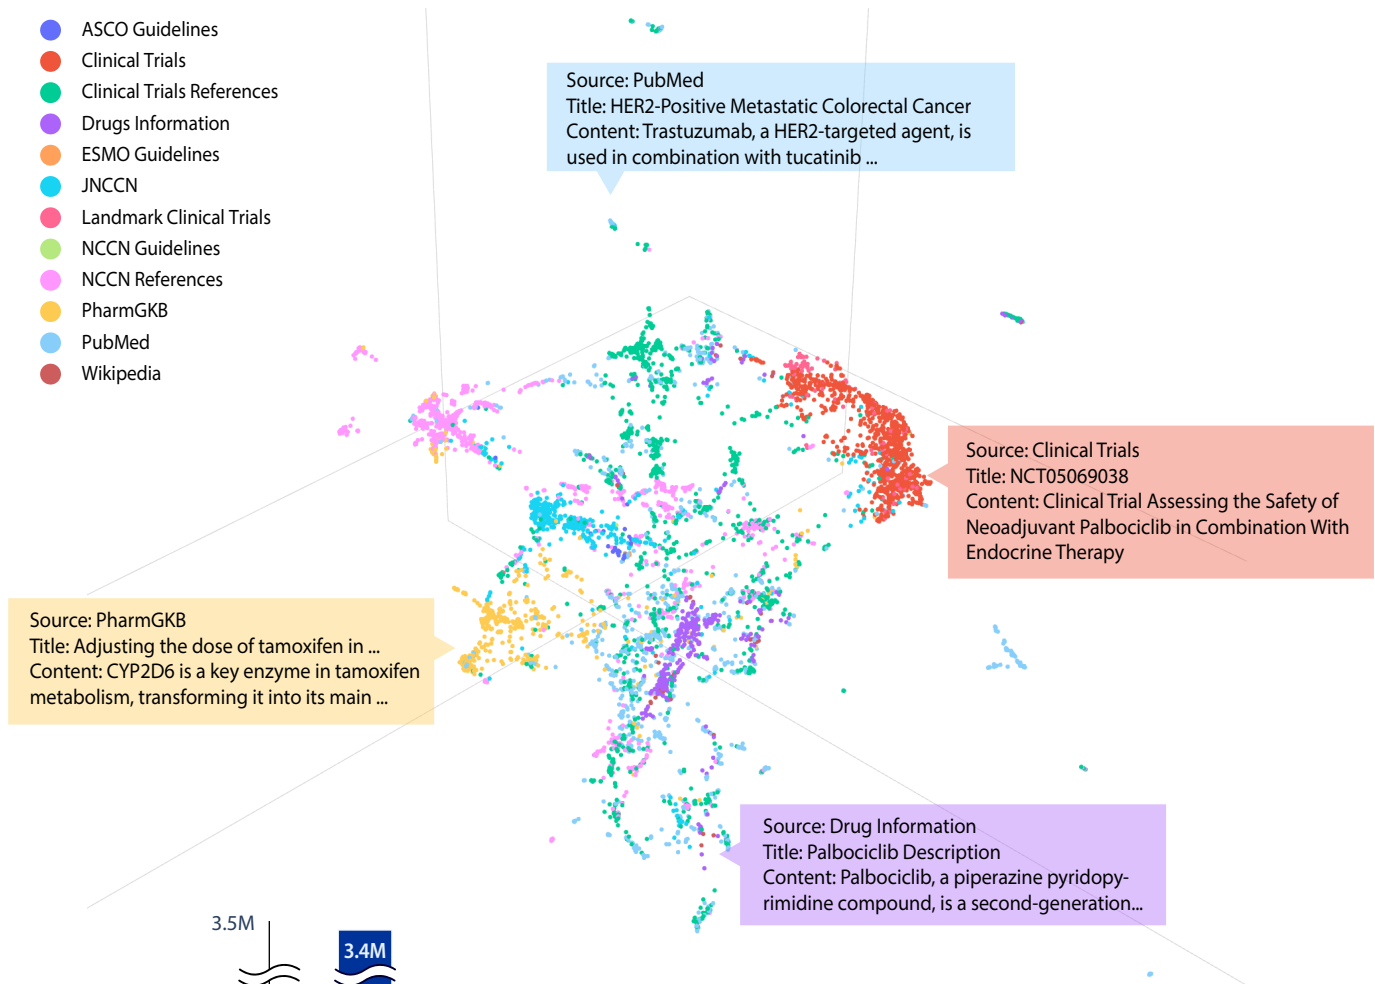 ASCO Guidelines
Clinical Trials
Clinical Trials References
Drugs Information
ESMO Guidelines
JNCCN
Landmark Clinical Trials
NCCN Guidelines
NCCN References
PharmGKB
PubMed
Wikipedia
Source: PubMed
Title: HER2-Positive Metastatic Colorectal Cancer
Content: Trastuzumab, a HER2-targeted agent, is
used in combination with tucatinib ...
Source: Clinical Trials
Title: NCT05069038
Content: Clinical Trial Assessing the Safety of
Neoadjuvant Palbociclib in Combination With
Endocrine Therapy
Source: PharmGKB
Title: Adjusting the dose of tamoxifen in ...
Content: CYP2D6 is a key enzyme in tamoxifen
metabolism, transforming it into its main ...
Source: Drug Information
Title: Palbociclib Description
Content: Palbociclib, a piperazine pyridopy-
rimidine compound, is a second-generation...
3.5M
3.4M